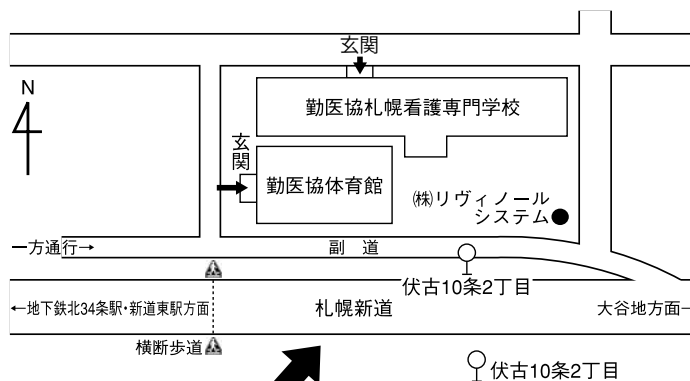 玄関
N
勤医協札幌看護専門学校
玄関
勤医協体育館
㈱リヴィノール
システム
一方通行→
副 道
伏古10条2丁目
←地下鉄北34条駅・新道東駅方面
札幌新道
大谷地方面→
横断歩道
伏古10条2丁目